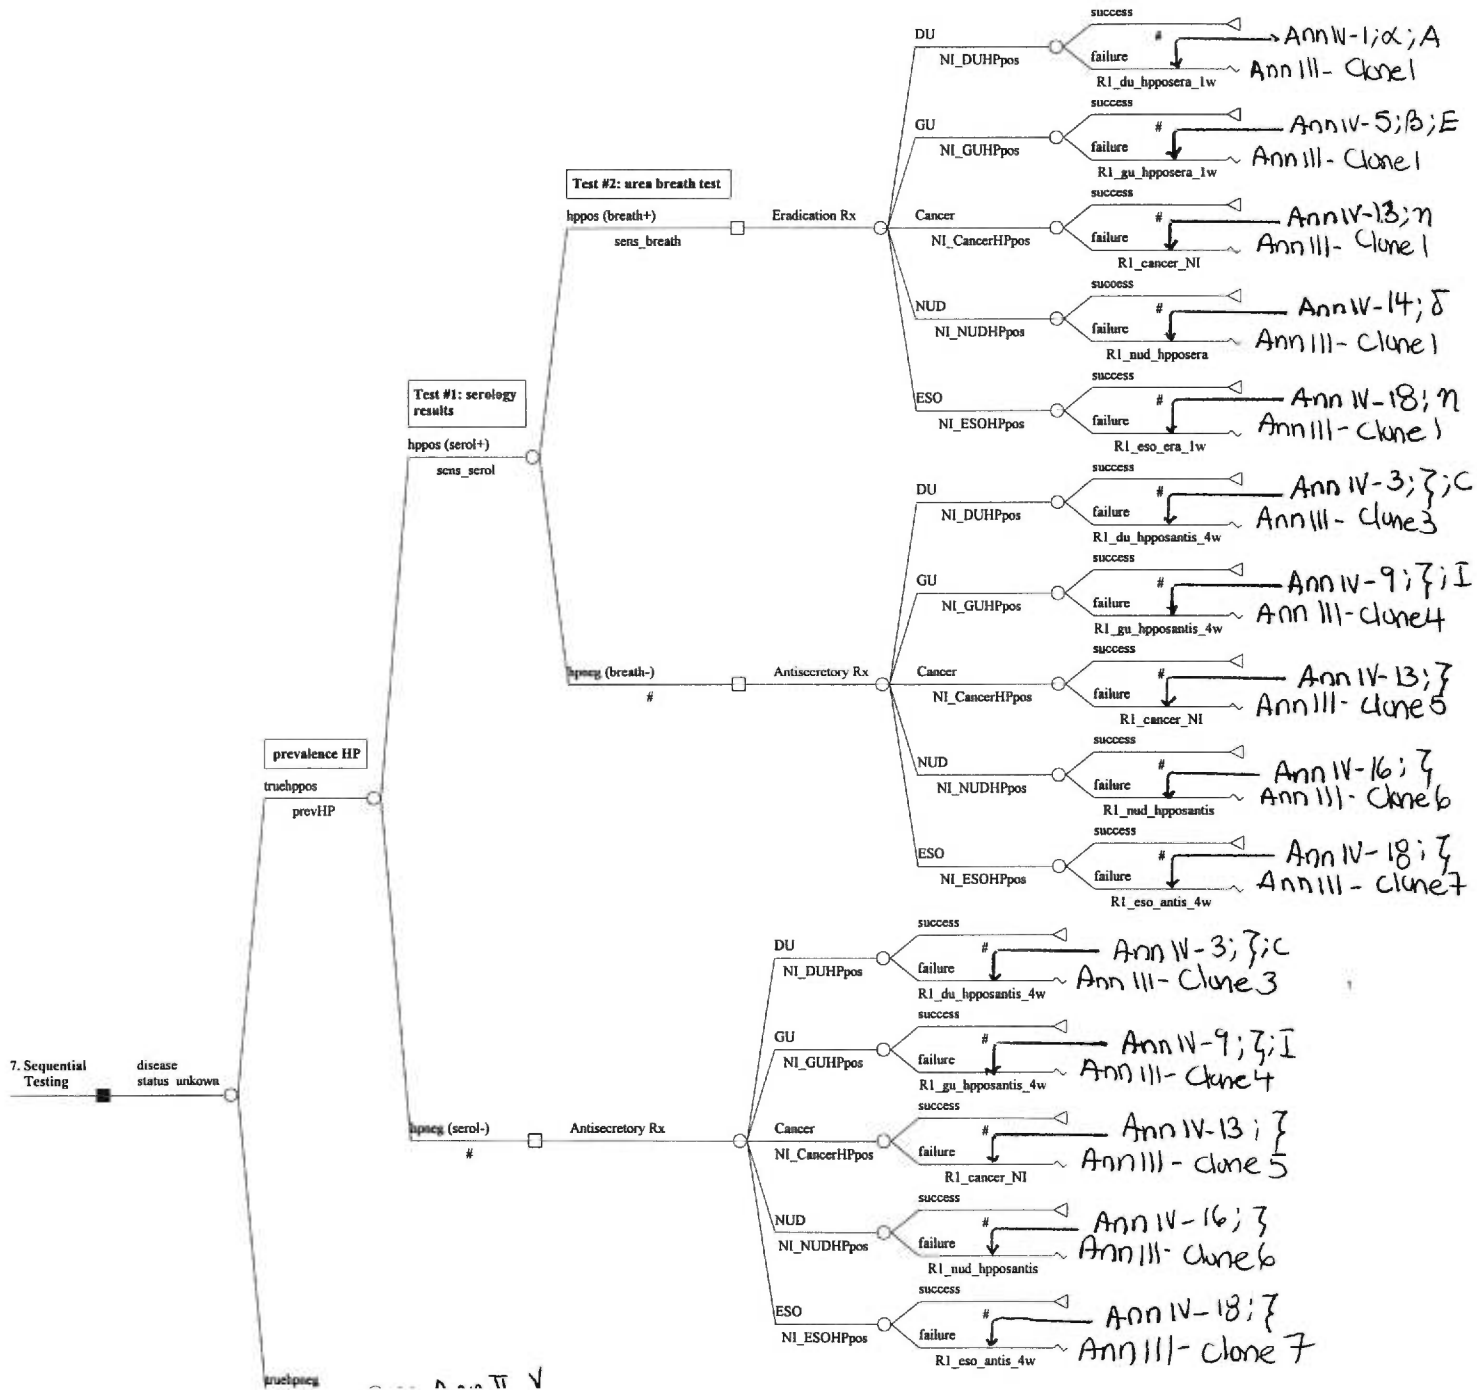 success
DU
#
Ann IV-1; α; A
NI_DUHPpos
failure
Ann III- Clone 1
R1_du_hpposera_1w
success
GU
#
Ann IV-5; β; E
NI_GUHPpos
failure
Ann III- Clone 1
R1_gu_hpposera_1w
Test #2: urea breath test
success
hppos (breath+)
Eradication Rx
Cancer
#
Ann IV-13; η
sens_breath
NI_CancerHPpos
failure
Ann III- Clone 1
R1_cancer_NI
success
NUD
#
Ann IV-14; δ
NI_NUDHPpos
failure
Ann III- Clone 1
R1_nud_hpposera
Test #1: serology
results
success
ESO
#
Ann IV-18; η
NI_ESOHPpos
failure
Ann III- Clone 1
R1_eso_era_1w
hppos (serol+)
sens_serol
success
DU
#
Ann IV-3; ξ; C
NI_DUHPpos
failure
Ann III- Clone 3
R1_du_hpposantis_4w
success
GU
#
Ann IV-9; ξ; I
NI_GUHPpos
failure
Ann III- Clone 4
R1_gu_hpposantis_4w
success
hpneg (breath-)
Antisecretory Rx
Cancer
#
Ann IV-13; ξ
#
NI_CancerHPpos
failure
Ann III- Clone 5
R1_cancer_NI
prevalence HP
success
NUD
#
Ann IV-16; ξ
NI_NUDHPpos
failure
Ann III- Clone 6
R1_nud_hpposantis
truehppos
prevHP
success
ESO
#
Ann IV-18; ξ
NI_ESOHPpos
failure
Ann III- Clone 7
R1_eso_antis_4w
success
DU
#
Ann IV-3; ξ; C
NI_DUHPpos
failure
Ann III- Clone 3
R1_du_hpposantis_4w
success
GU
#
Ann IV-9; ξ; I
NI_GUHPpos
failure
Ann III- Clone 4
R1_gu_hpposantis_4w
7. Sequential
Testing
disease
status unkown
success
hpneg (serol-)
Antisecretory Rx
Cancer
#
Ann IV-13; ξ
#
NI_CancerHPpos
failure
Ann III- Clone 5
R1_cancer_NI
success
NUD
#
Ann IV-16; ξ
NI_NUDHPpos
failure
Ann III- Clone 6
R1_nud_hpposantis
success
ESO
#
Ann IV-18; ξ
NI_ESOHPpos
failure
Ann III- Clone 7
R1_eso_antis_4w
truehpneg